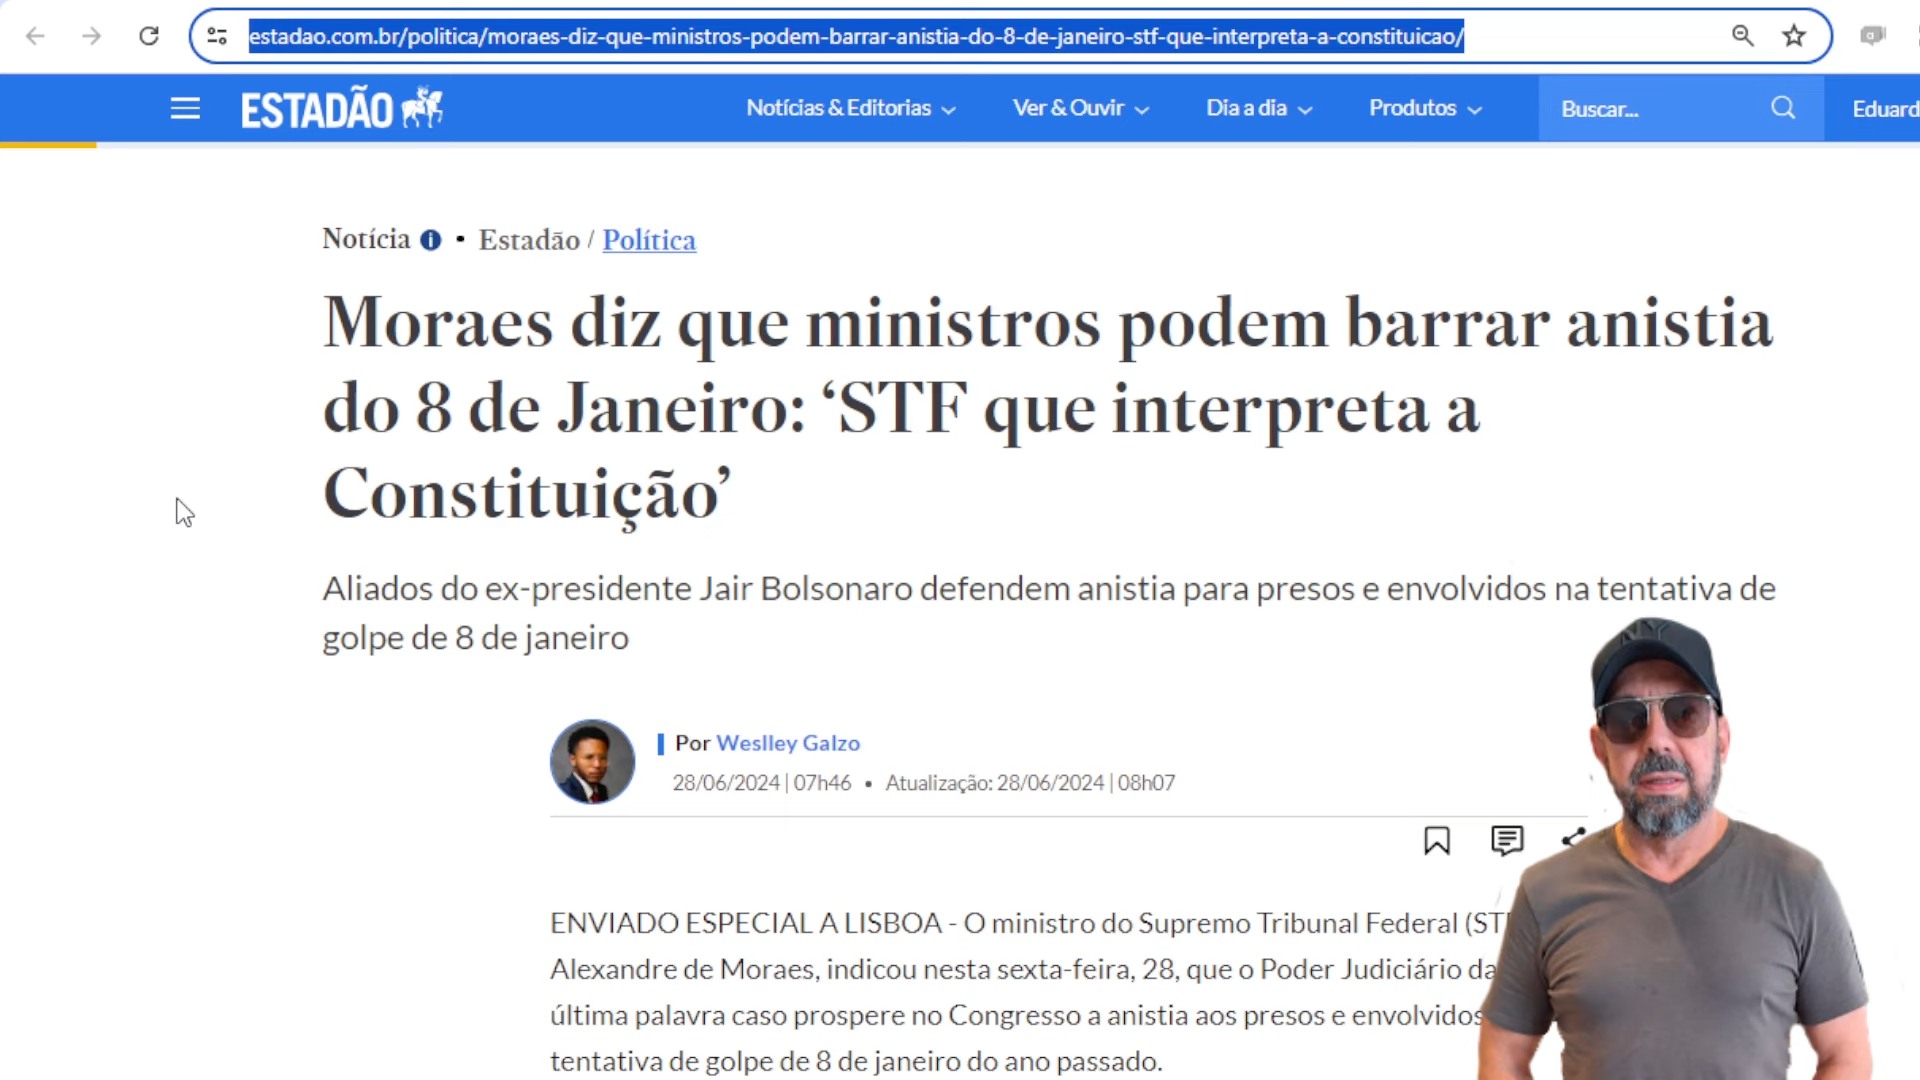 estadao.com.br/politica/moraes-diz-que-ministros-podem-barrar-anistia-do-8-de-janeiro-stf-que-interpreta-a-constituicao/
ESTADÃO
Notícias & Editorias
Ver & Ouvir
Dia a dia
Produtos
Buscar...
Eduard
Notícia • Estadão / Política
Moraes diz que ministros podem barrar anistia
do 8 de Janeiro: ‘STF que interpreta a
Constituição’
Aliados do ex-presidente Jair Bolsonaro defendem anistia para presos e envolvidos na tentativa de
golpe de 8 de janeiro
Por Weslley Galzo
28/06/2024 | 07h46 • Atualização: 28/06/2024 | 08h07
NY
ENVIADO ESPECIAL A LISBOA - O ministro do Supremo Tribunal Federal (ST
Alexandre de Moraes, indicou nesta sexta-feira, 28, que o Poder Judiciário da
última palavra caso prospere no Congresso a anistia aos presos e envolvidos
tentativa de golpe de 8 de janeiro do ano passado.